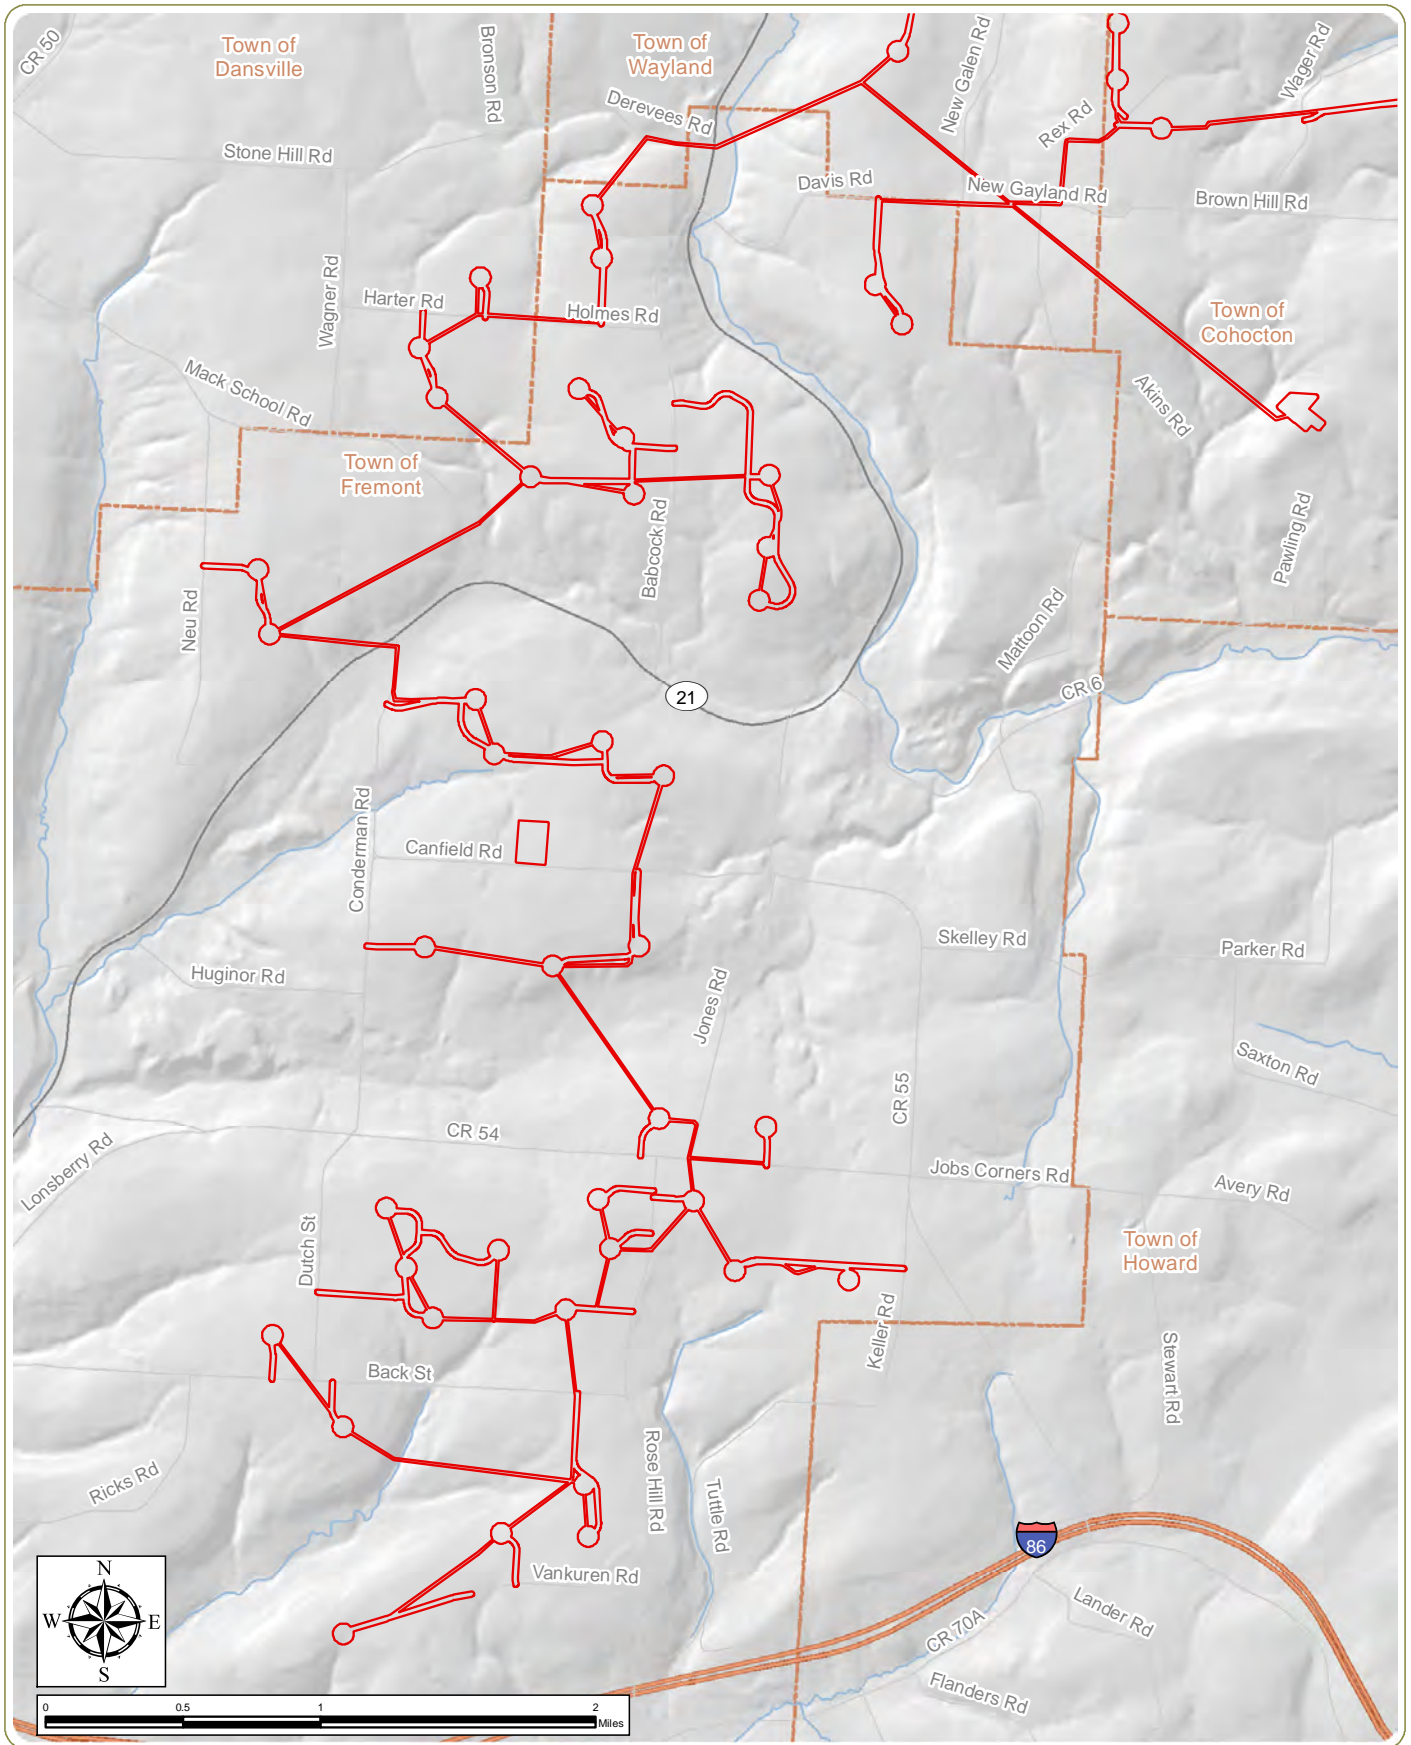 CR 50
Town of
Dansville
Bronson Rd
Town of
Wayland
Derevees Rd
New Galen Rd
Rex Rd
Wager Rd
Stone Hill Rd
Davis Rd
New Gayland Rd
Brown Hill Rd
Wagner Rd
Harter Rd
Holmes Rd
Town of
Cohocton
Mack School Rd
Akins Rd
Town of
Fremont
Babcock Rd
Pawling Rd
Neu Rd
Mattoon Rd
CR 6
21
Conderman Rd
Canfield Rd
Skelley Rd
Parker Rd
Huginor Rd
Jones Rd
Saxton Rd
CR 55
CR 54
Lonsberry Rd
Jobs Corners Rd
Avery Rd
Dutch St
Town of
Howard
Keller Rd
Back St
Stewart Rd
Ricks Rd
Rose Hill Rd
Tuttle Rd
86
Vankuren Rd
Lander Rd
CR 70A
Flanders Rd
N
W E
S
0 0.5 1 2
Miles